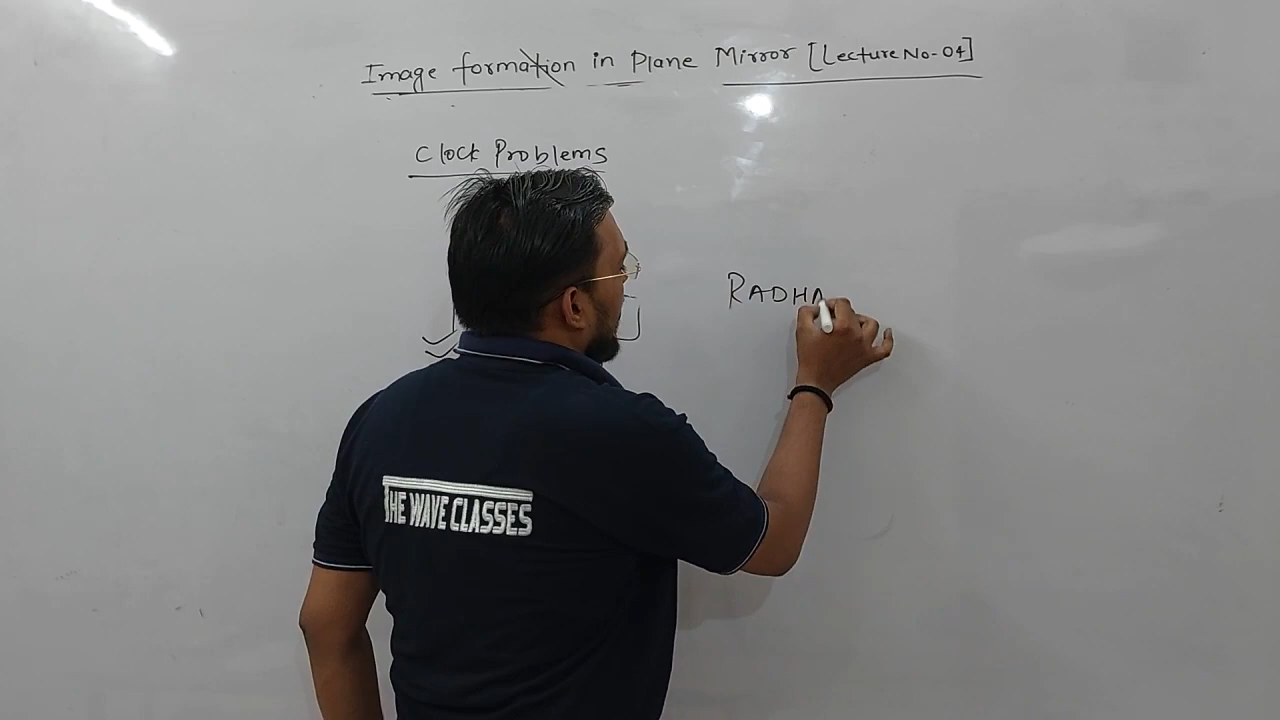 Image formation in Plane Mirror [Lecture No-04]
Clock Problems
RADHA
THE WAVE CLASSES